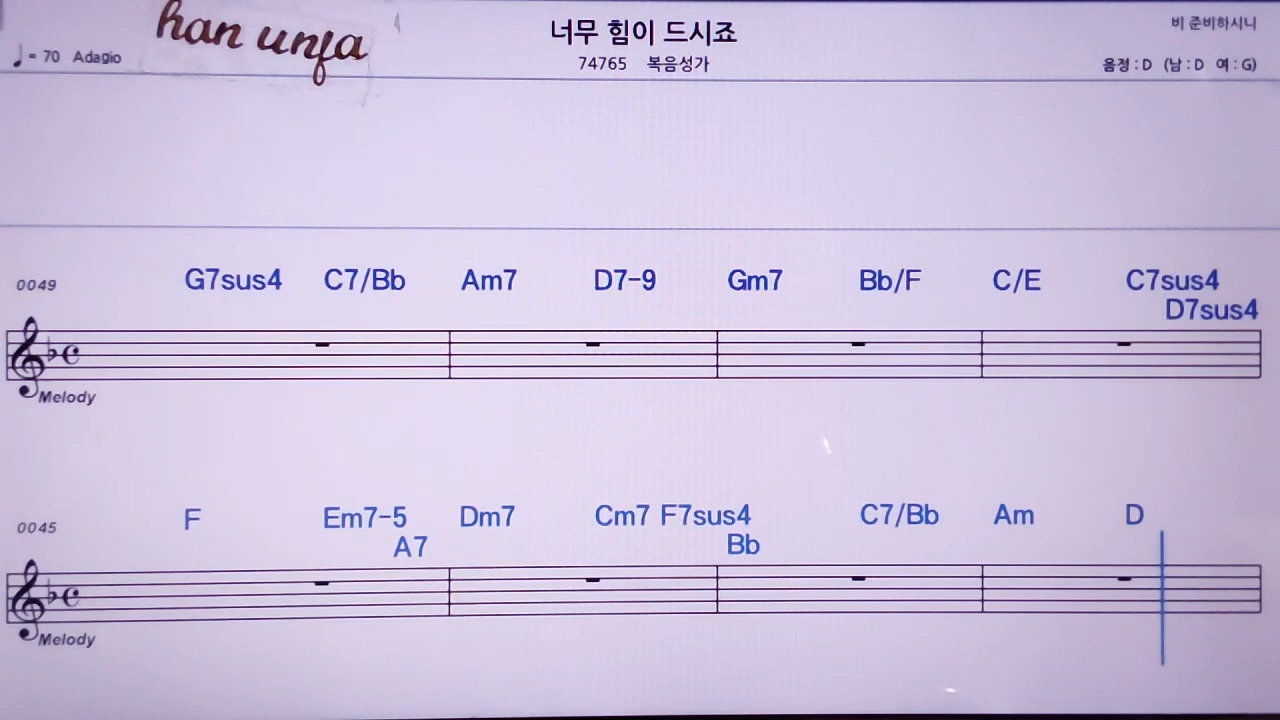 han unfa
너무 힘이 드시죠
비 준비하시니
♩= 70 Adagio
74765 복음성가
음정 : D (남 : D 여 : G)
0049 G7sus4 C7/Bb Am7 D7-9 Gm7 Bb/F C/E C7sus4
D7sus4
Melody
0045 F Em7-5 Dm7 Cm7 F7sus4 C7/Bb Am D
A7 Bb
Melody